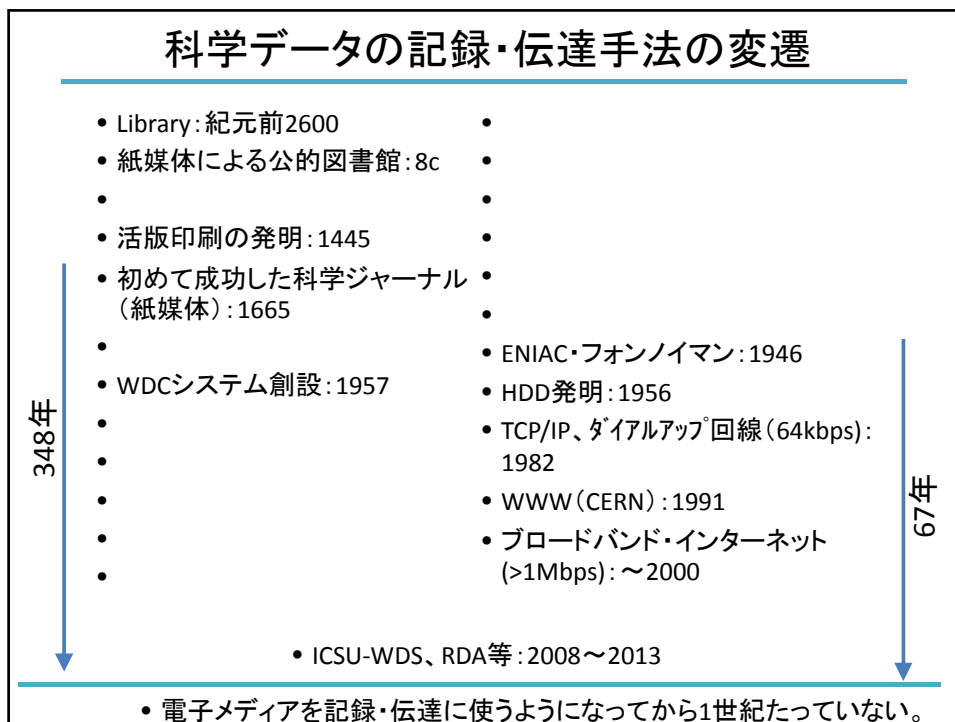 科学データの記録・伝達手法の変遷
• Library：紀元前2600
• 紙媒体による公的図書館：8c
•
• 活版印刷の発明：1445
• 初めて成功した科学ジャーナル
（紙媒体）：1665
•
• WDCシステム創設：1957
•
•
•
•
•
348年
•
•
•
•
•
•
• ENIAC・フォンノイマン：1946
• HDD発明：1956
• TCP/IP、ﾀﾞｲｱﾙｱｯﾌﾟ回線（64kbps）：
1982
• WWW（CERN）：1991
• ブロードバンド・インターネット
(>1Mbps)：～2000
67年
• ICSU-WDS、RDA等：2008～2013
• 電子メディアを記録・伝達に使うようになってから1世紀たっていない。